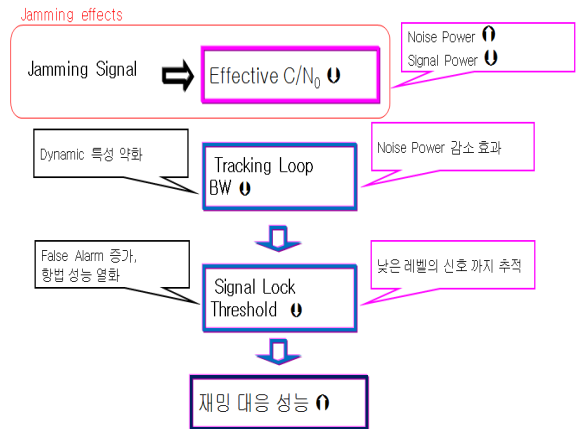 Jamming effects
Jamming Signal
Effective C/N₀
Noise Power
Signal Power
Dynamic 특성 약화
Tracking Loop
BW
Noise Power 감소 효과
False Alarm 증가,
항법 성능 열화
Signal Lock
Threshold
낮은 레벨의 신호 까지 추적
재밍 대응 성능